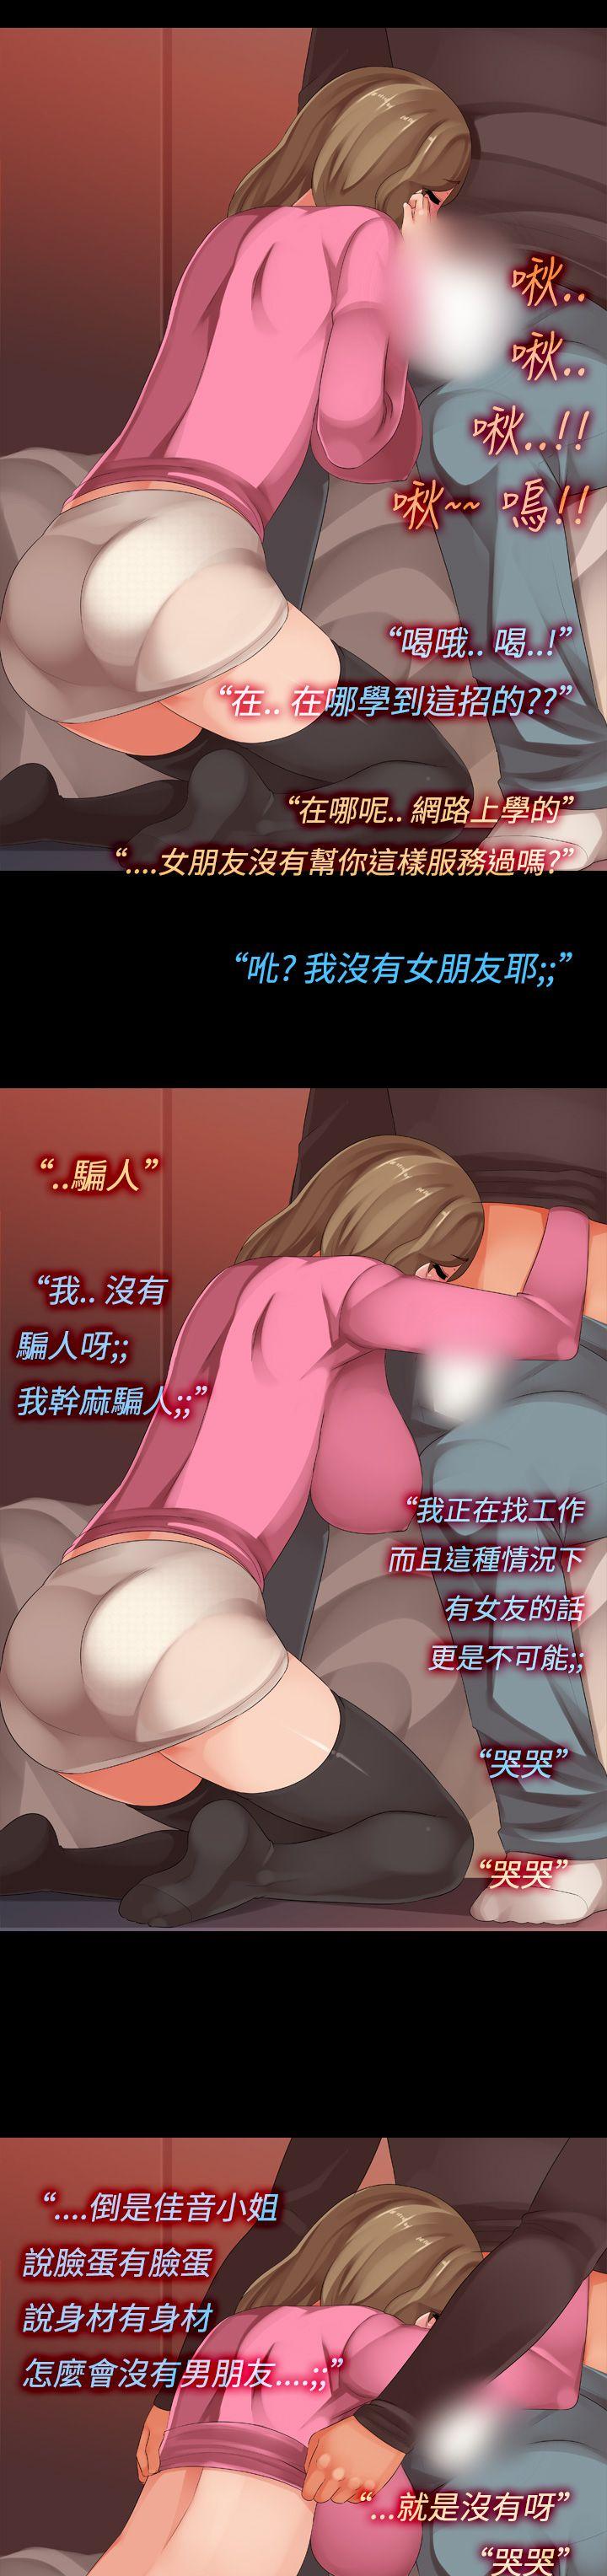 啾..
啾..
啾..!!
啾~~ 嗚!!
“喝哦.. 喝..!”
“在.. 在哪學到這招的??”
“在哪呢.. 網路上學的”
“....女朋友沒有幫你這樣服務過嗎?”
“吪? 我沒有女朋友耶;;”
“..騙人”
“我.. 沒有
騙人呀;;
我幹麻騙人;;”
“我正在找工作
而且這種情況下
有女友的話
更是不可能;;
“哭哭”
“哭哭”
“....倒是佳音小姐
說臉蛋有臉蛋
說身材有身材
怎麼會沒有男朋友....;;”
“...就是沒有呀”
“哭哭”